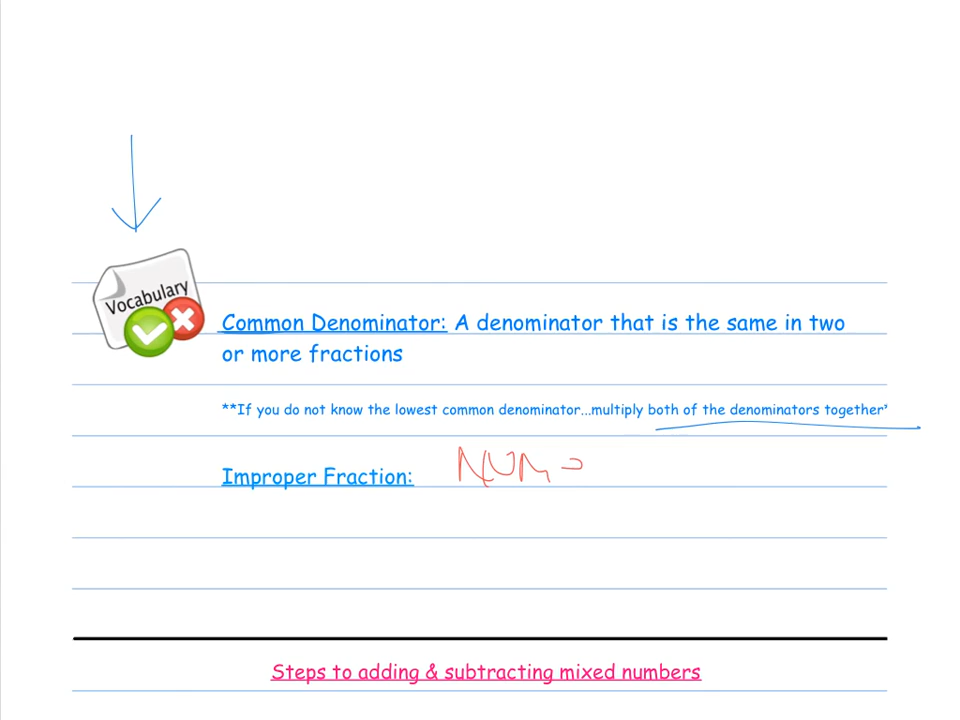 Vocabulary
Common Denominator: A denominator that is the same in two
or more fractions
**If you do not know the lowest common denominator...multiply both of the denominators together*
Improper Fraction: NUM >
Steps to adding & subtracting mixed numbers